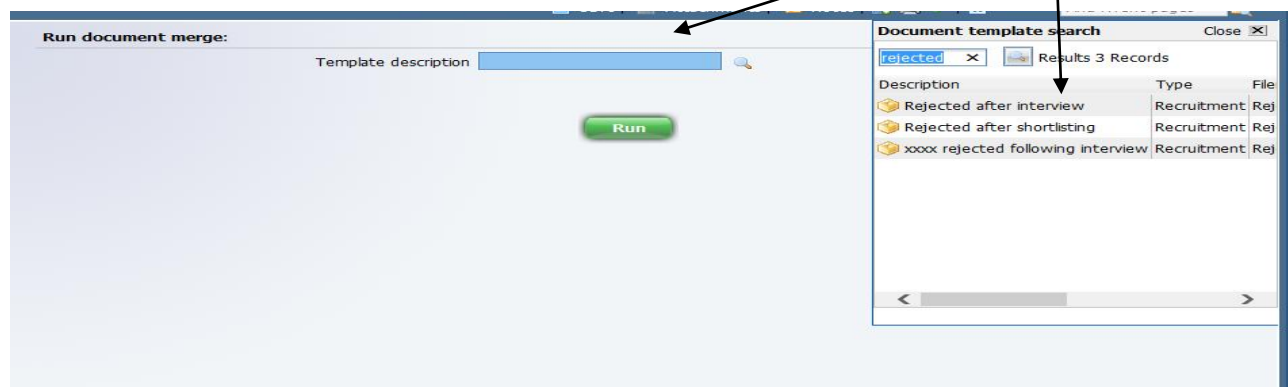 Run document merge:
Template description
Run
Document template search Close
rejected Results 3 Records
Description Type File
Rejected after interview Recruitment Rej
Rejected after shortlisting Recruitment Rej
xxxx rejected following interview Recruitment Rej